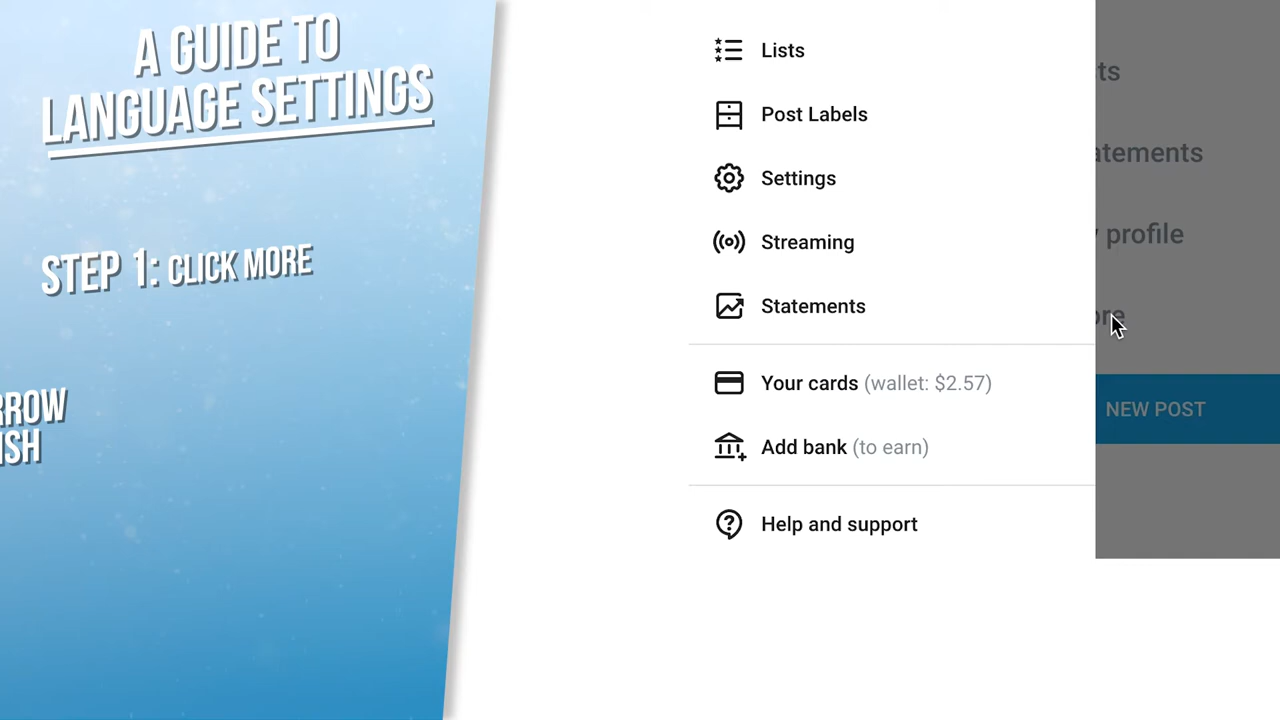 A GUIDE TO
LANGUAGE SETTINGS
STEP 1: CLICK MORE
Lists
Post Labels
Settings
Streaming
Statements
Your cards (wallet: $2.57)
Add bank (to earn)
Help and support
profile
NEW POST